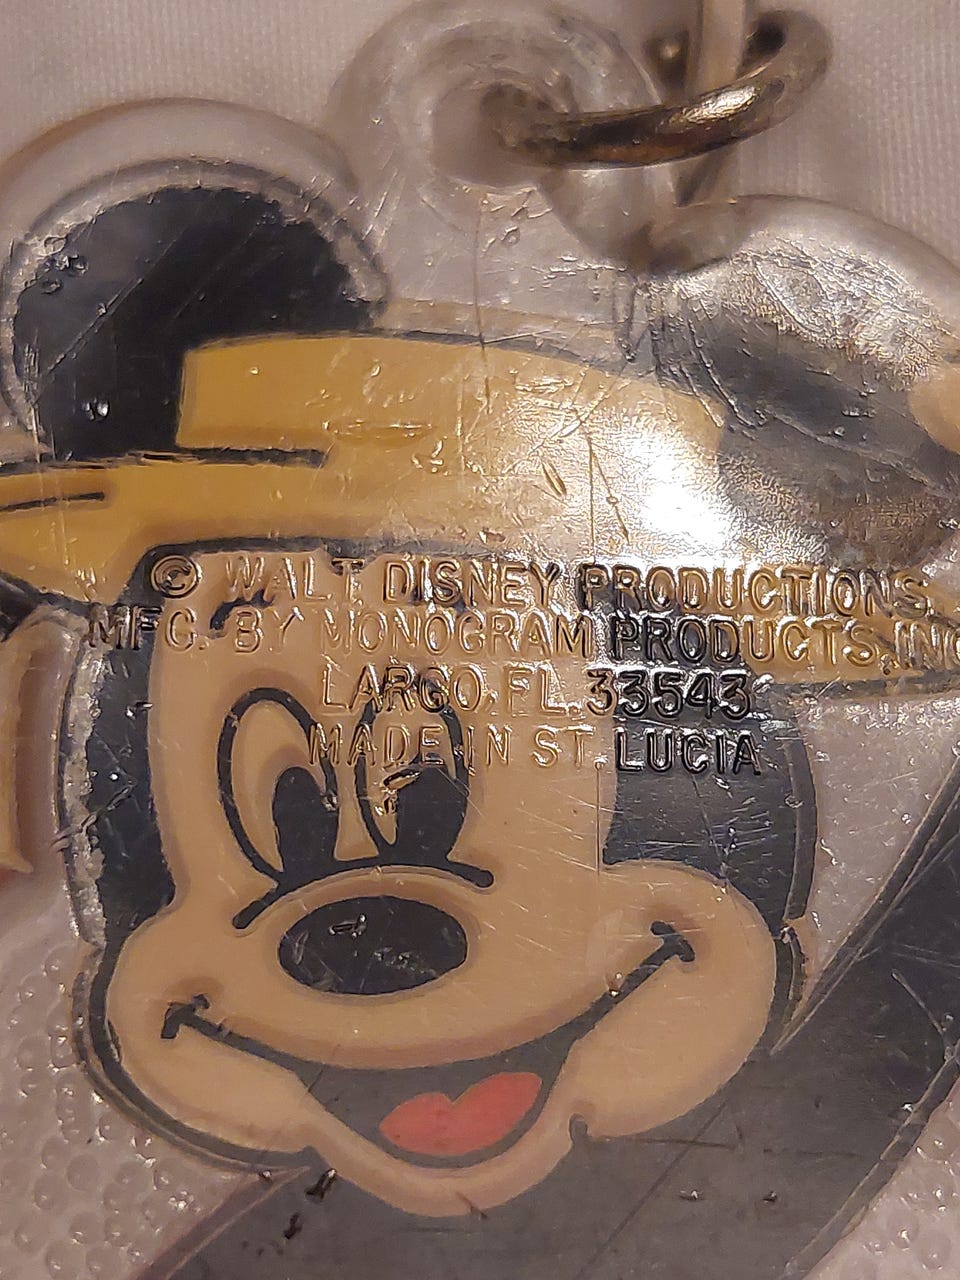 © WALT DISNEY PRODUCTIONS
MFG. BY MONOGRAM PRODUCTS, INC
LARGO, FL. 33543
MADE IN ST. LUCIA